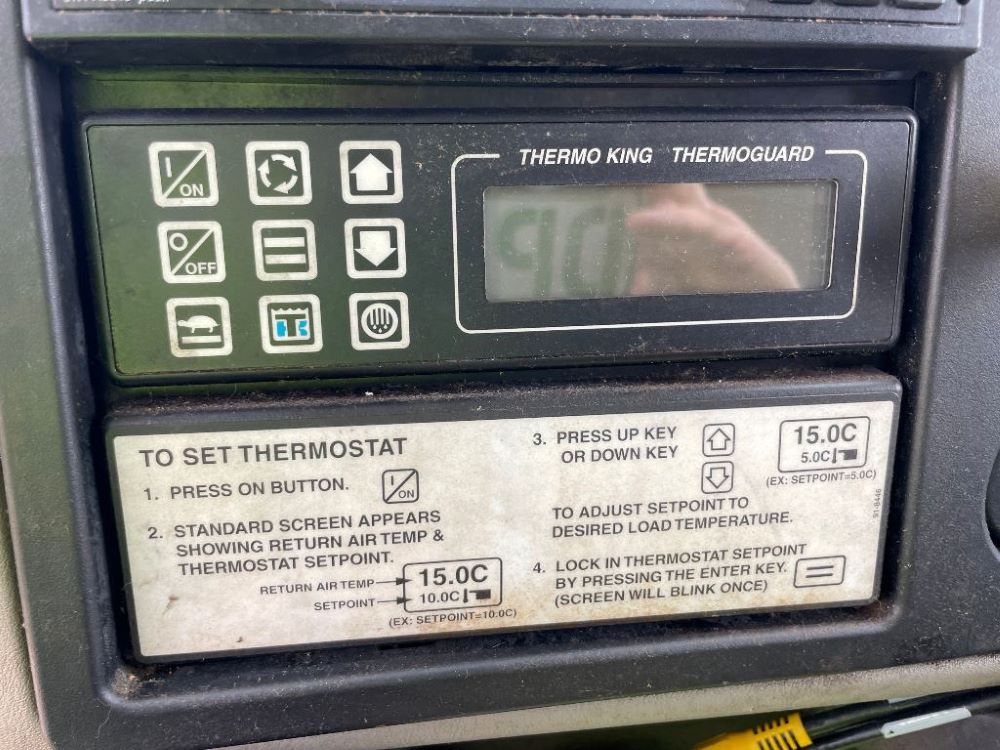 THERMO KING THERMOGUARD
I/ON
O/OFF
TO SET THERMOSTAT
1. PRESS ON BUTTON.
I/ON
2. STANDARD SCREEN APPEARS
SHOWING RETURN AIR TEMP &
THERMOSTAT SETPOINT.
RETURN AIR TEMP
15.0C
SETPOINT
10.0C
(EX: SETPOINT=10.0C)
3. PRESS UP KEY
OR DOWN KEY
15.0C
5.0C
(EX: SETPOINT=5.0C)
TO ADJUST SETPOINT TO
DESIRED LOAD TEMPERATURE.
4. LOCK IN THERMOSTAT SETPOINT
BY PRESSING THE ENTER KEY.
(SCREEN WILL BLINK ONCE)
91-8446